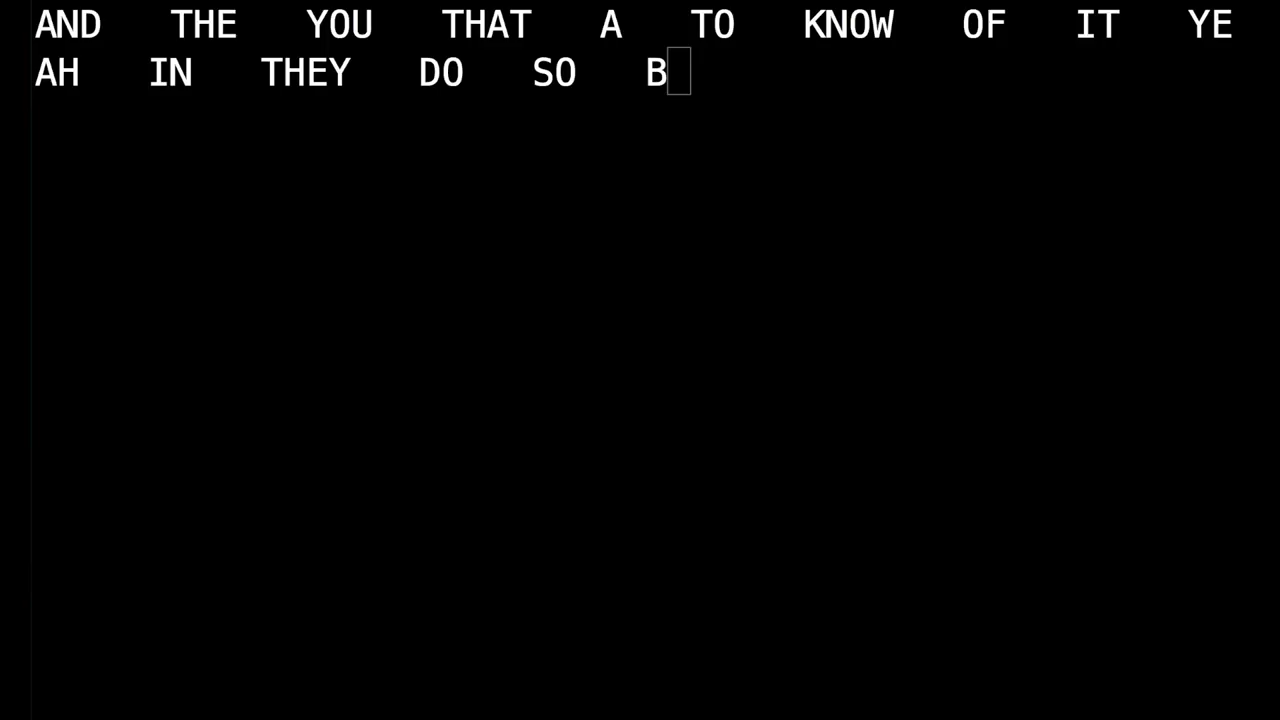 AND THE YOU THAT A TO KNOW OF IT YE
AH IN THEY DO SO B